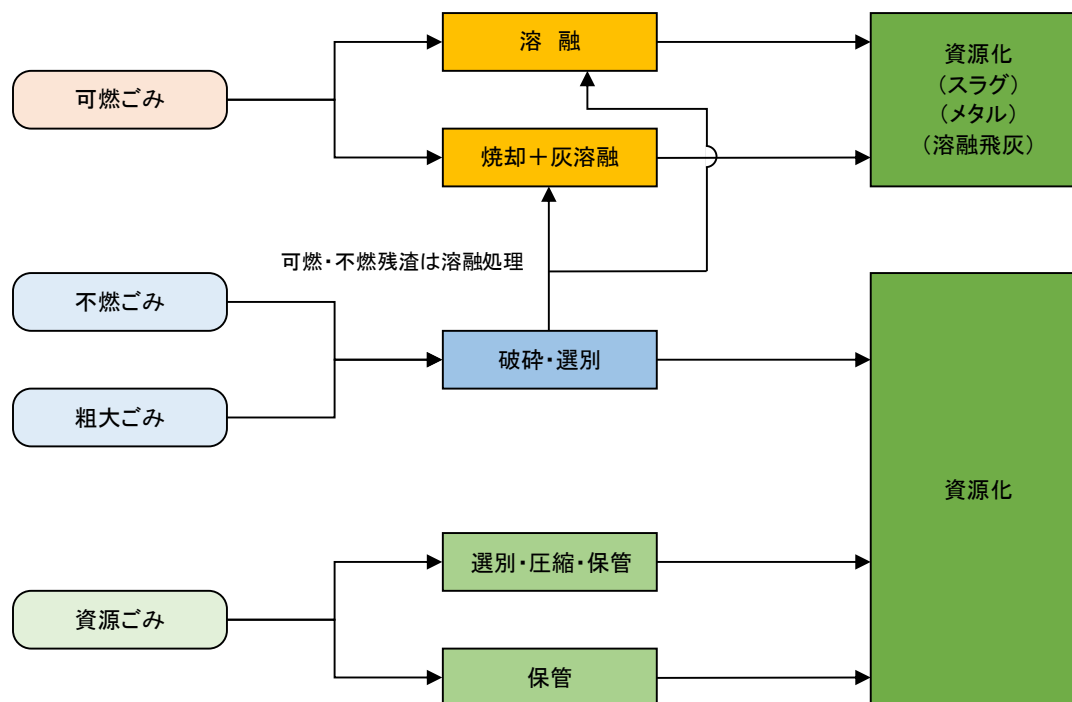 溶 融
資源化
（スラグ）
（メタル）
（溶融飛灰）
可燃ごみ
焼却＋灰溶融
可燃・不燃残渣は溶融処理
不燃ごみ
破砕・選別
粗大ごみ
資源化
選別・圧縮・保管
資源ごみ
保管